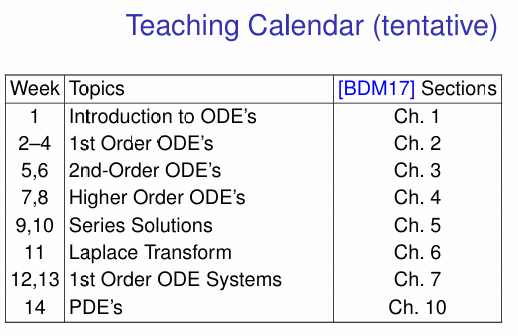 Teaching Calendar (tentative)
Week Topics [BDM17] Sections
1 Introduction to ODE's Ch. 1
2–4 1st Order ODE's Ch. 2
5,6 2nd-Order ODE's Ch. 3
7,8 Higher Order ODE's Ch. 4
9,10 Series Solutions Ch. 5
11 Laplace Transform Ch. 6
12,13 1st Order ODE Systems Ch. 7
14 PDE's Ch. 10